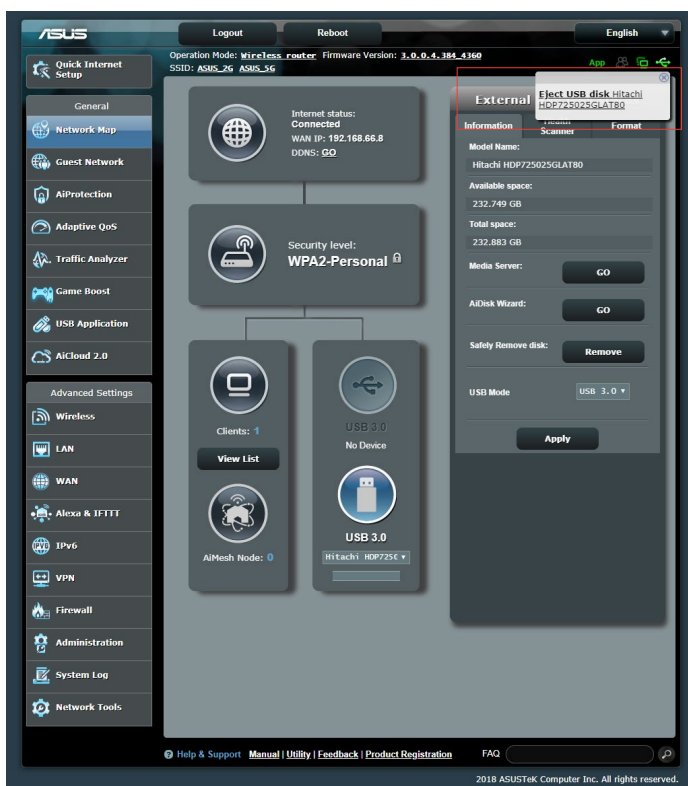 ASUS
Logout
Reboot
English
Quick Internet
Setup
Operation Mode: Wireless router Firmware Version: 3.0.0.4.384_4360
SSID: ASUS_2G ASUS_5G
App
General
Network Map
Guest Network
AiProtection
Adaptive QoS
Traffic Analyzer
Game Boost
USB Application
AiCloud 2.0
Advanced Settings
Wireless
LAN
WAN
Alexa & IFTTT
IPv6
VPN
Firewall
Administration
System Log
Network Tools
Internet status:
Connected
WAN IP: 192.168.66.8
DDNS: GO
Security level:
WPA2-Personal
Clients: 1
View List
AiMesh Node: 0
USB 3.0
No Device
USB 3.0
Hitachi HDP725
External
Eject USB disk Hitachi
HDP725025GLAT80
Information
Health
Scanner
Format
Model Name:
Hitachi HDP725025GLAT80
Available space:
232.749 GB
Total space:
232.883 GB
Media Server:
GO
AiDisk Wizard:
GO
Safely Remove disk:
Remove
USB Mode
USB 3.0
Apply
Help & Support Manual | Utility | Feedback | Product Registration
FAQ
2018 ASUSTeK Computer Inc. All rights reserved.